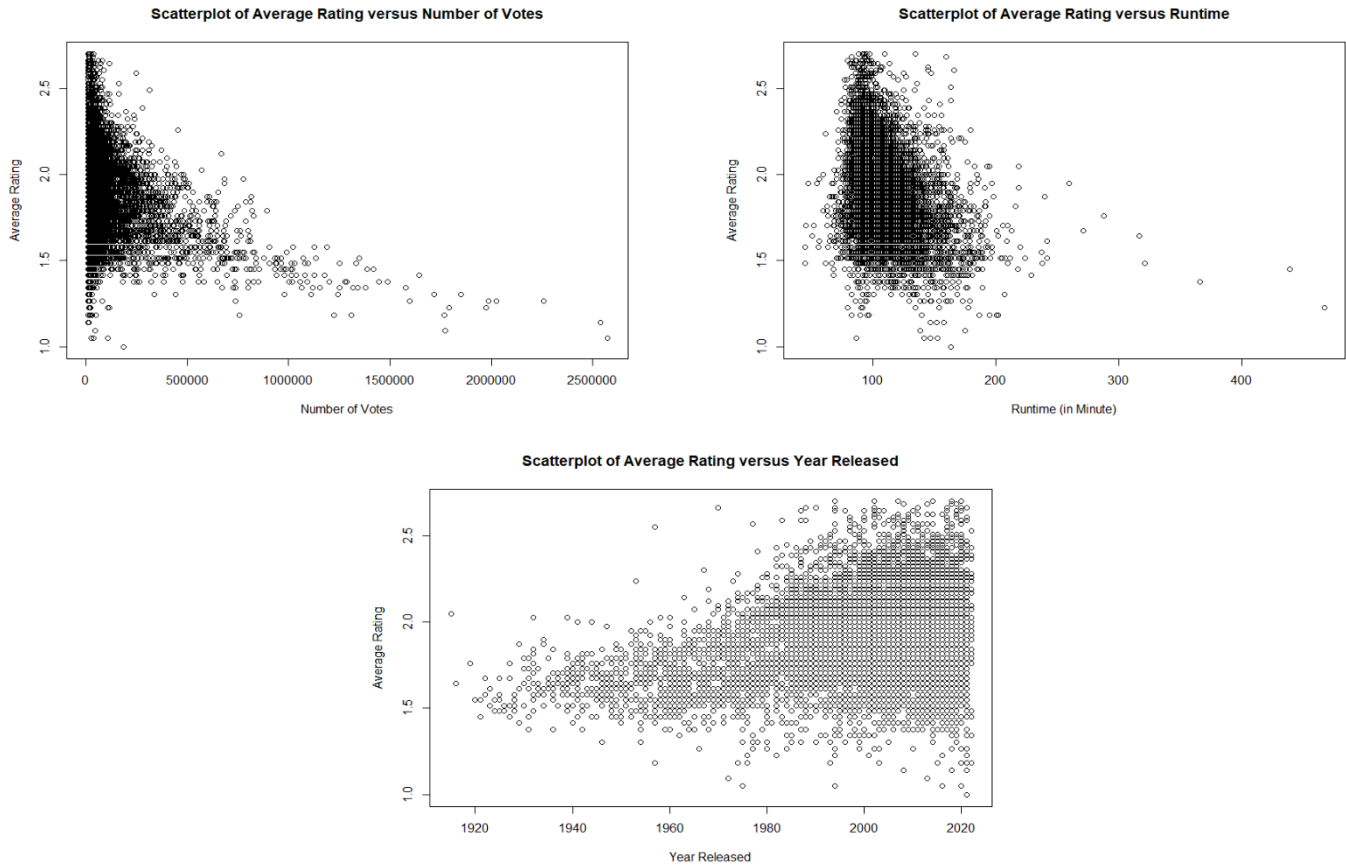 Scatterplot of Average Rating versus Number of Votes
Average Rating
2.5
2.0
1.5
1.0
0 500000 1000000 1500000 2000000 2500000
Number of Votes
Scatterplot of Average Rating versus Runtime
Average Rating
2.5
2.0
1.5
1.0
100 200 300 400
Runtime (in Minute)
Scatterplot of Average Rating versus Year Released
Average Rating
2.5
2.0
1.5
1.0
1920 1940 1960 1980 2000 2020
Year Released